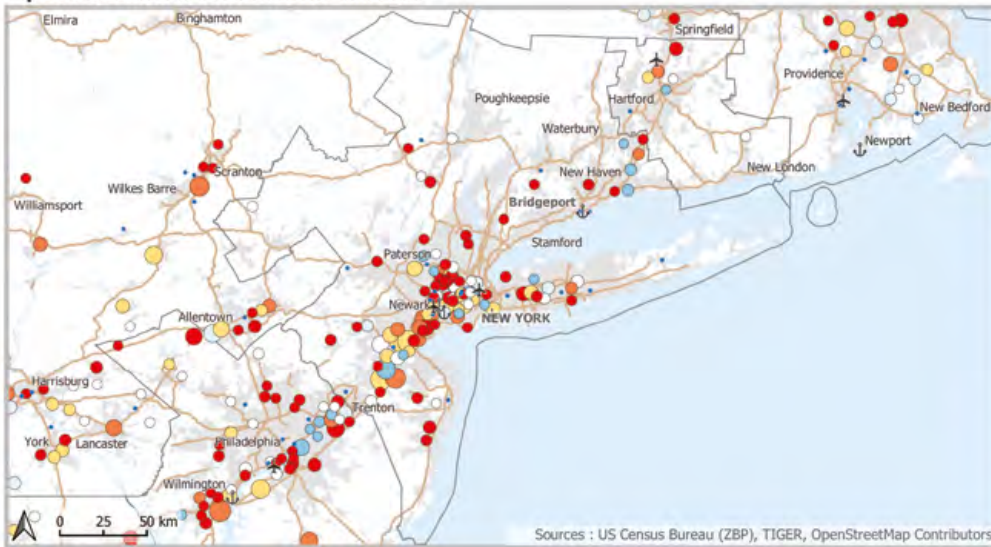 Elmira
Binghamton
Springfield
Providence
Hartford
Poughkeepsie
New Bedford
Waterbury
Newport
Scranton
New Haven
New London
Wilkes Barre
Williamsport
Bridgeport
Stamford
Paterson
Newark
NEW YORK
Allentown
Harrisburg
Trenton
York
Lancaster
Philadelphia
Wilmington
0 25 50 km
Sources : US Census Bureau (ZBP), TIGER, OpenStreetMap Contributors